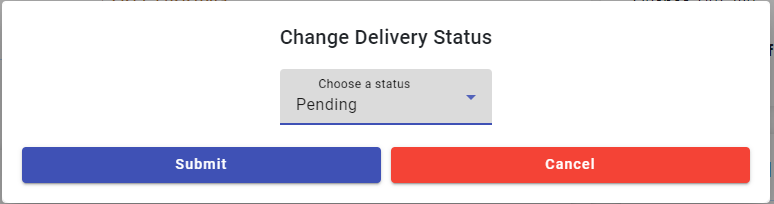 Change Delivery Status
Choose a status
Pending
Submit
Cancel